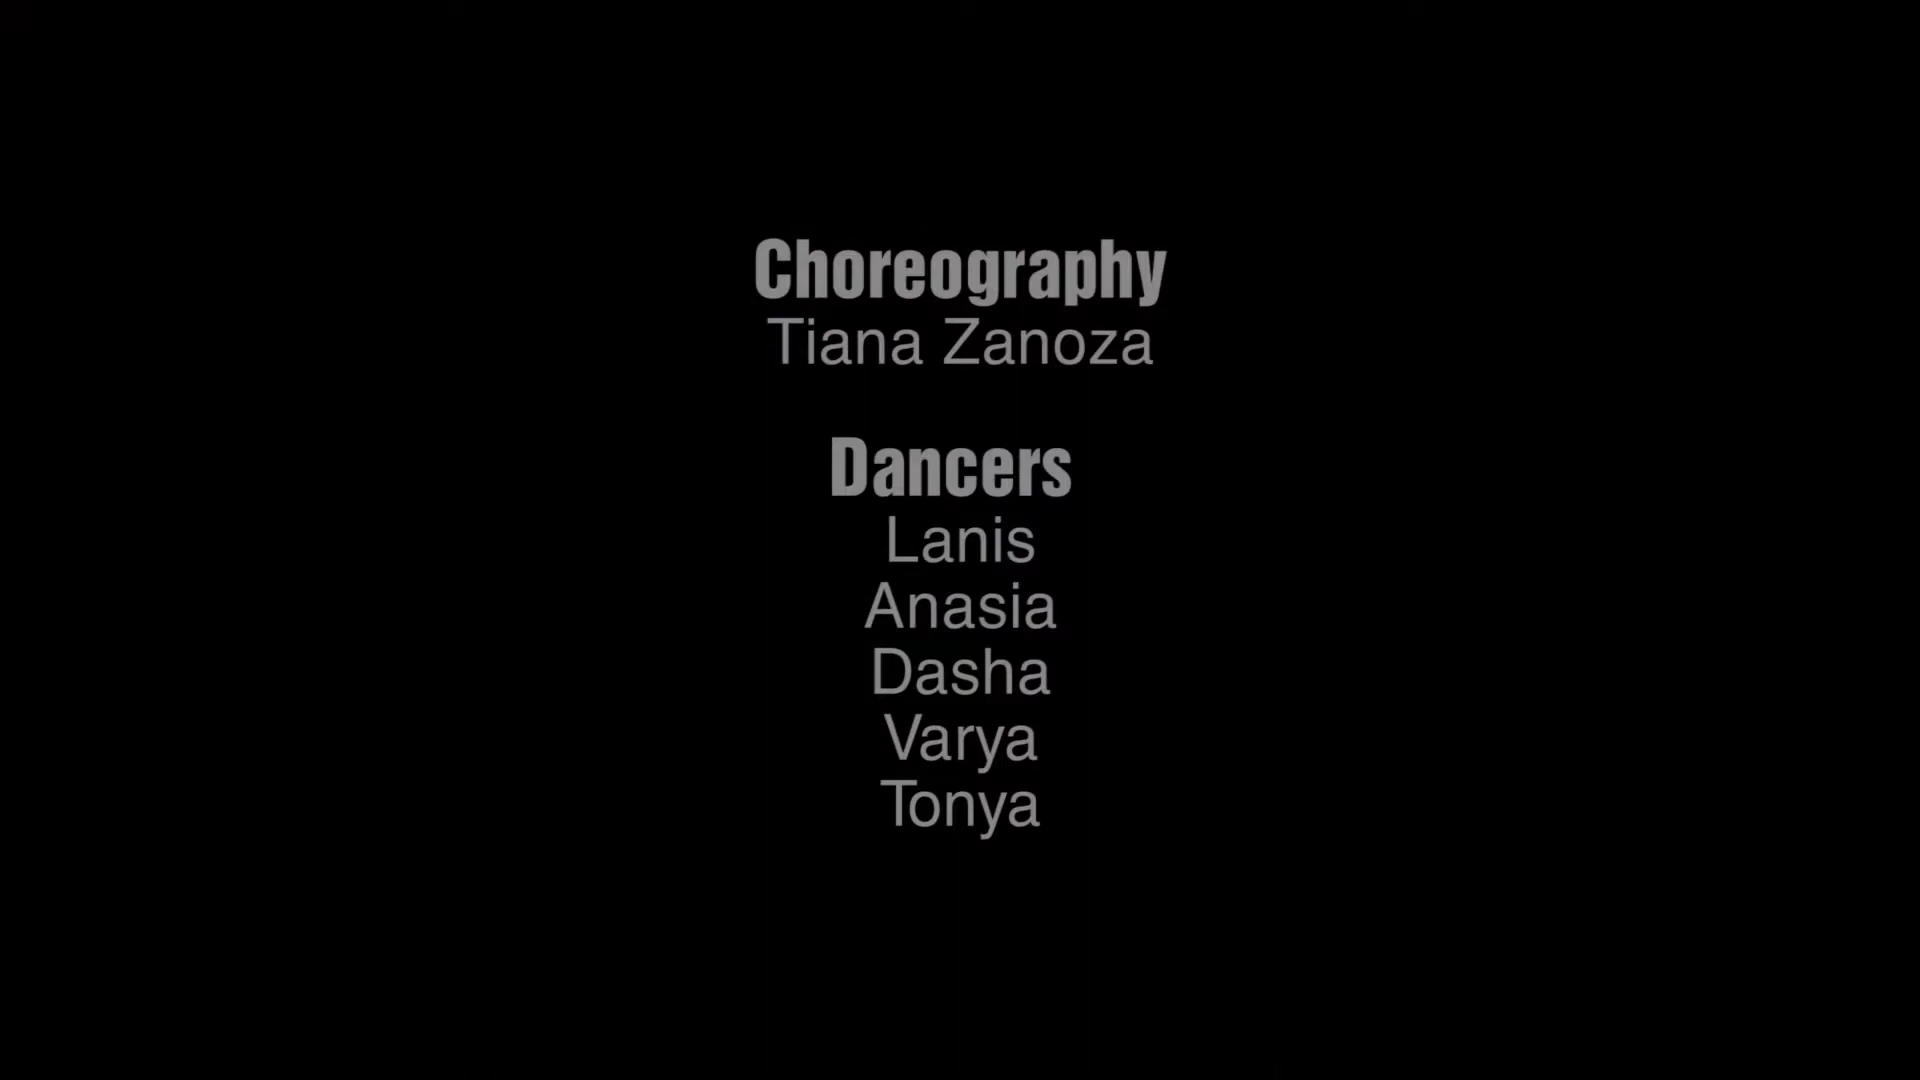 Choreography
Tiana Zanoza
Dancers
Lanis
Anasia
Dasha
Varya
Tonya